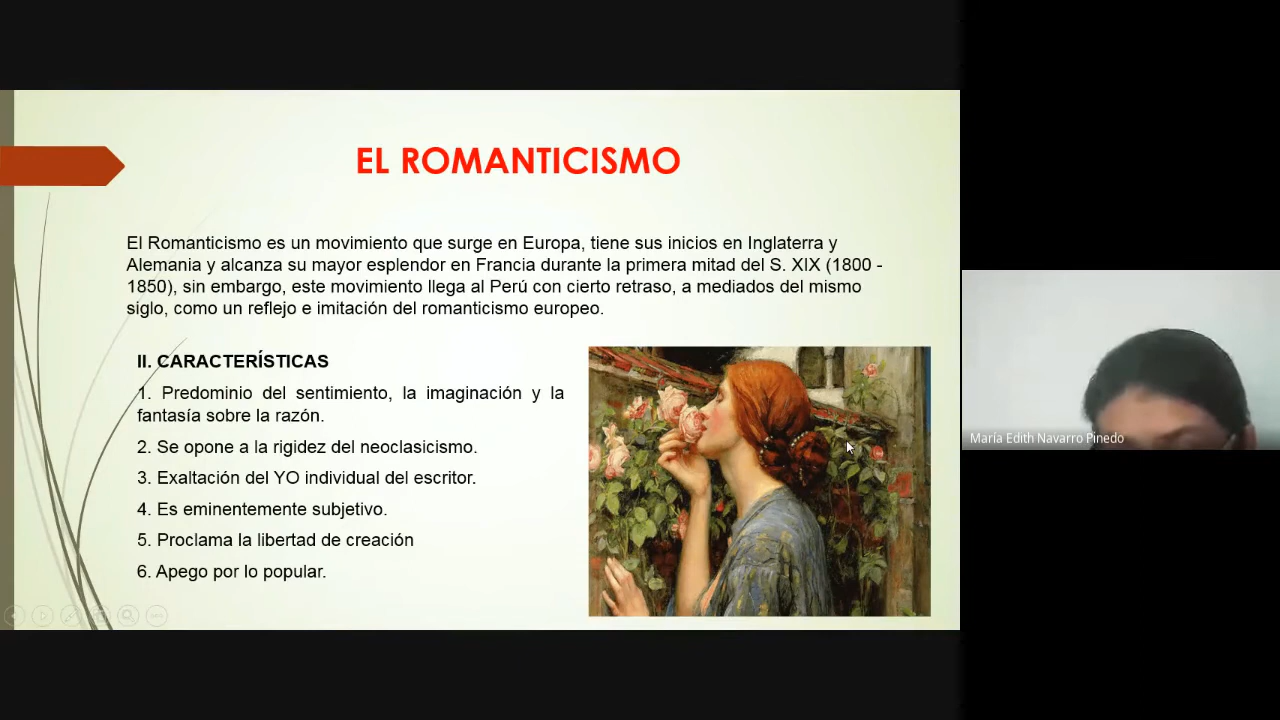 EL ROMANTICISMO
El Romanticismo es un movimiento que surge en Europa, tiene sus inicios en Inglaterra y
Alemania y alcanza su mayor esplendor en Francia durante la primera mitad del S. XIX (1800 -
1850), sin embargo, este movimiento llega al Perú con cierto retraso, a mediados del mismo
siglo, como un reflejo e imitación del romanticismo europeo.
II. CARACTERÍSTICAS
1. Predominio del sentimiento, la imaginación y la
fantasía sobre la razón.
2. Se opone a la rigidez del neoclasicismo.
3. Exaltación del YO individual del escritor.
4. Es eminentemente subjetivo.
5. Proclama la libertad de creación
6. Apego por lo popular.
María Edith Navarro Pinedo